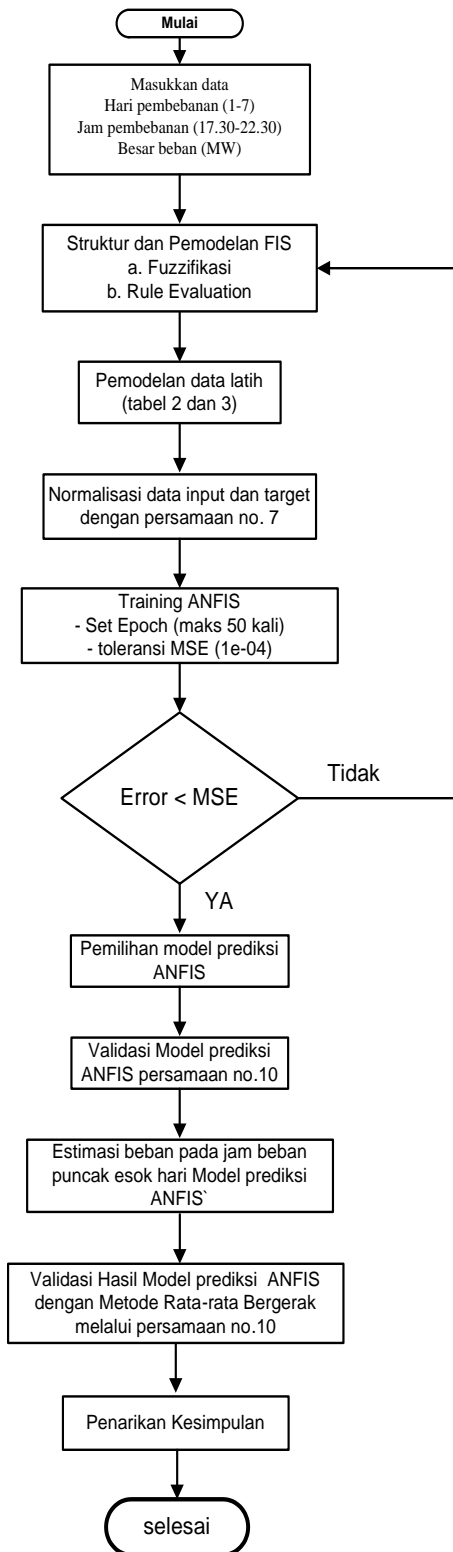 Mulai
Masukkan data
Hari pembebanan (1-7)
Jam pembebanan (17.30-22.30)
Besar beban (MW)
Struktur dan Pemodelan FIS
a. Fuzzifikasi
b. Rule Evaluation
Pemodelan data latih
(tabel 2 dan 3)
Normalisasi data input dan target
dengan persamaan no. 7
Training ANFIS
- Set Epoch (maks 50 kali)
- toleransi MSE (1e-04)
Error < MSE
Tidak
YA
Pemilihan model prediksi
ANFIS
Validasi Model prediksi
ANFIS persamaan no.10
Estimasi beban pada jam beban
puncak esok hari Model prediksi
ANFIS`
Validasi Hasil Model prediksi  ANFIS
dengan Metode Rata-rata Bergerak
melalui persamaan no.10
Penarikan Kesimpulan
selesai